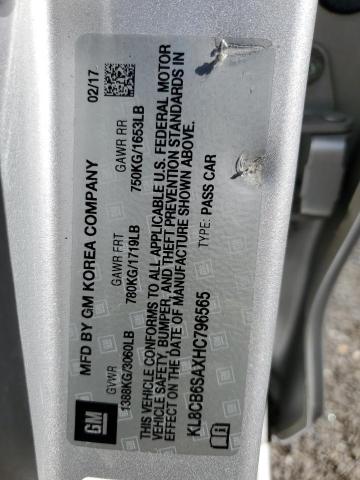 GM
MFD BY GM KOREA COMPANY 02/17
GVWR GAWR FRT GAWR RR
1388KG/3060LB 780KG/1719LB 750KG/1653LB
THIS VEHICLE CONFORMS TO ALL APPLICABLE U.S. FEDERAL MOTOR
VEHICLE SAFETY, BUMPER, AND THEFT PREVENTION STANDARDS IN
EFFECT ON THE DATE OF MANUFACTURE SHOWN ABOVE.
KL8CB6SAXHC796565 TYPE: PASS CAR